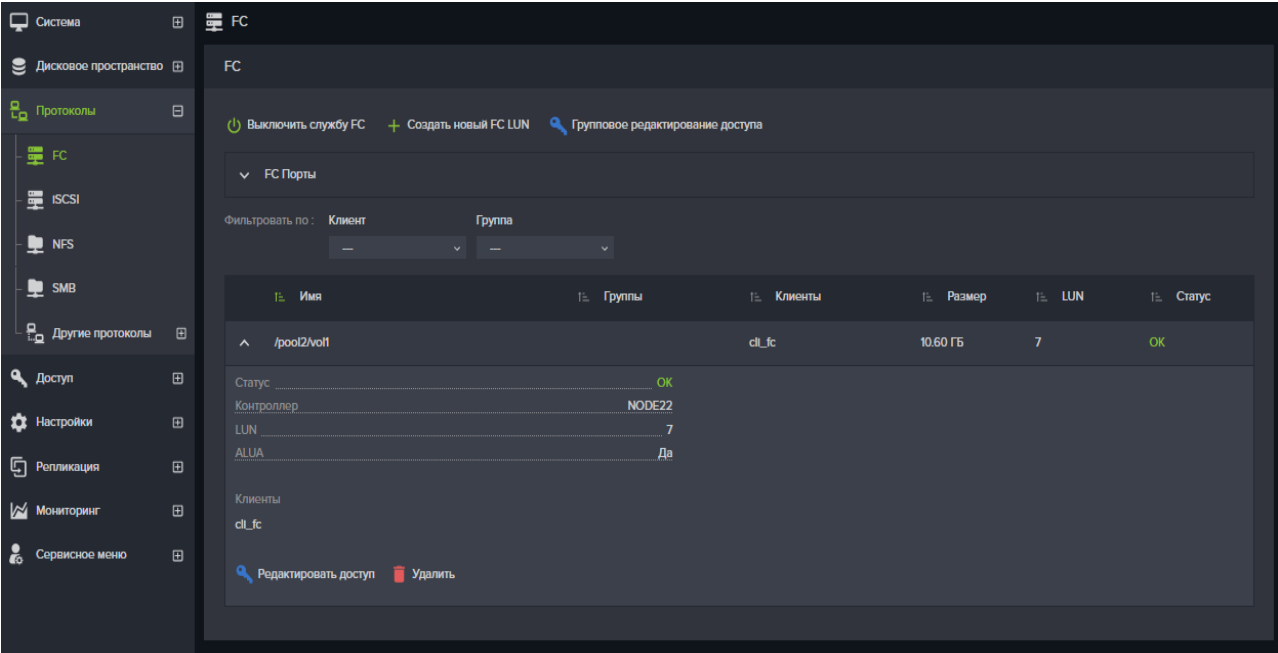 Система
FC
Дисковое пространство
FC
Протоколы
Выключить службу FC Создать новый FC LUN Групповое редактирование доступа
FC
FC Порты
ISCSI
Фильтровать по : Клиент Группа
NFS
— —
SMB
Имя Группы Клиенты Размер LUN Статус
Другие протоколы
/pool2/vol1 cli_fc 10.60 ГБ 7 OK
Доступ
Статус OK
Контроллер NODE22
Настройки
LUN 7
ALUA Да
Репликация
Клиенты
Мониторинг
cli_fc
Сервисное меню
Редактировать доступ Удалить